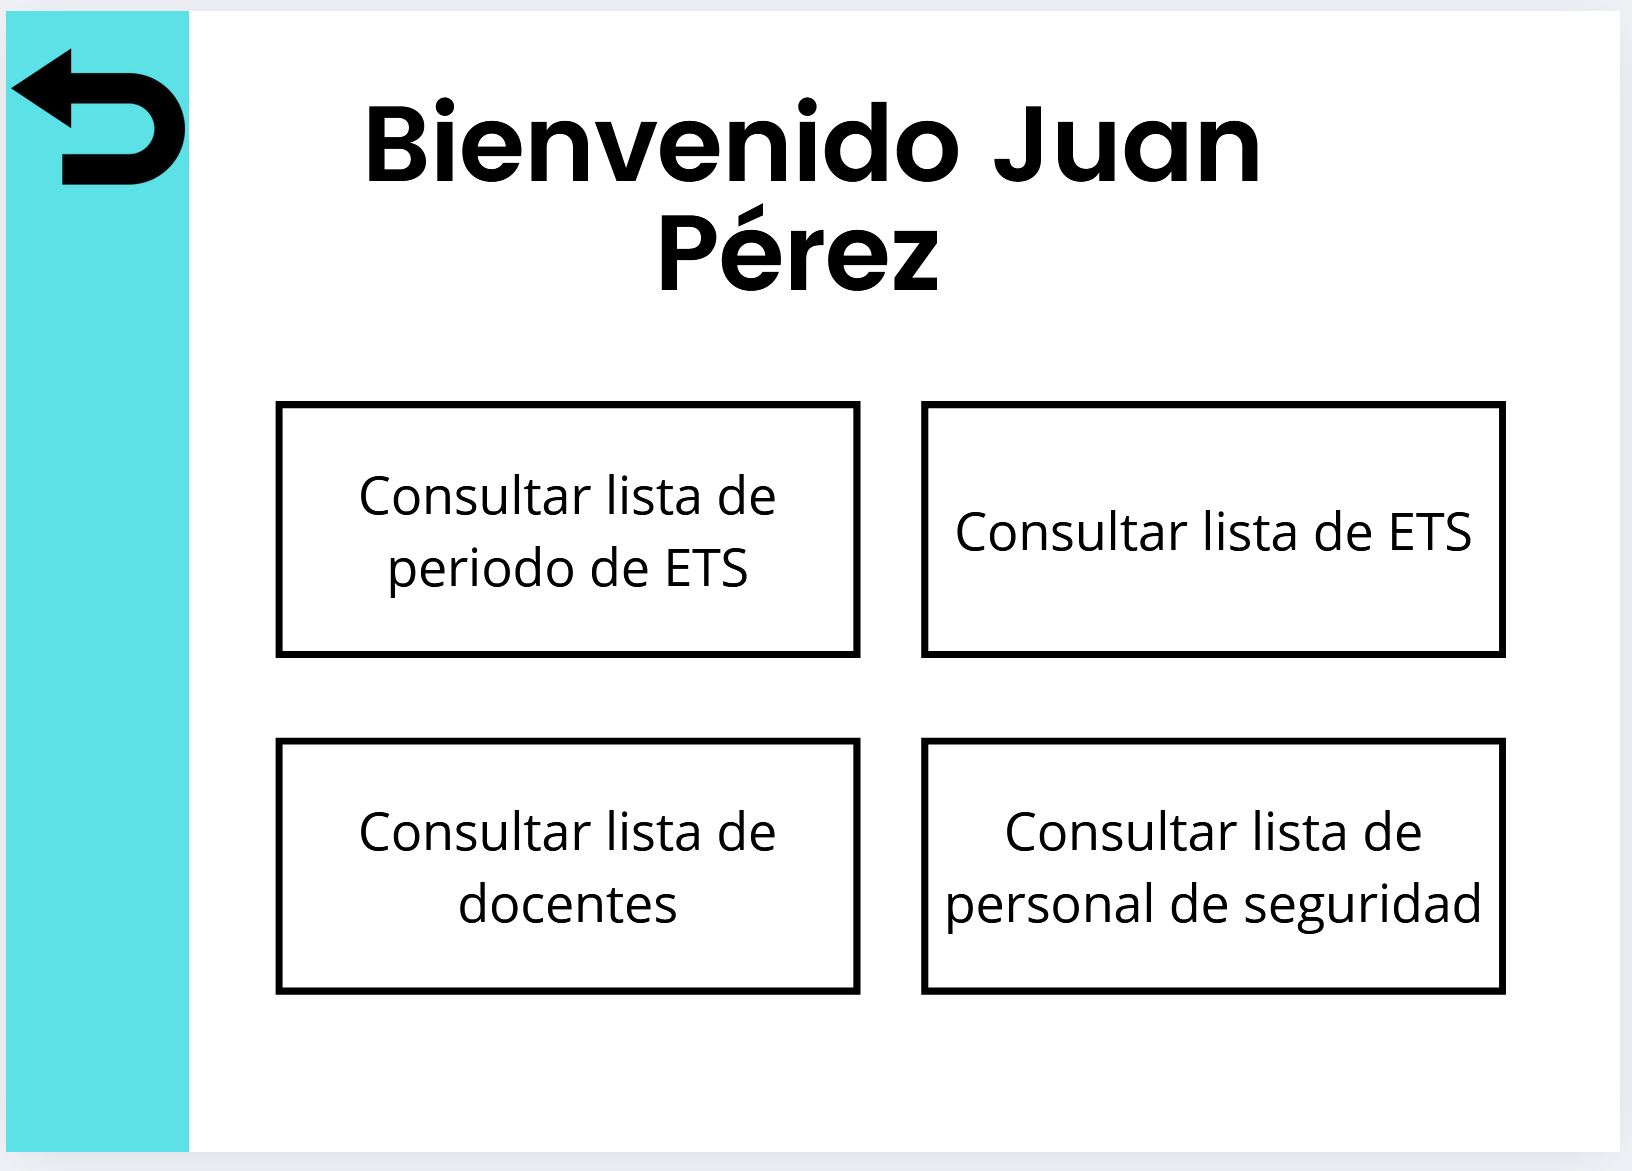 Bienvenido Juan
Pérez
Consultar lista de
periodo de ETS
Consultar lista de ETS
Consultar lista de
docentes
Consultar lista de
personal de seguridad